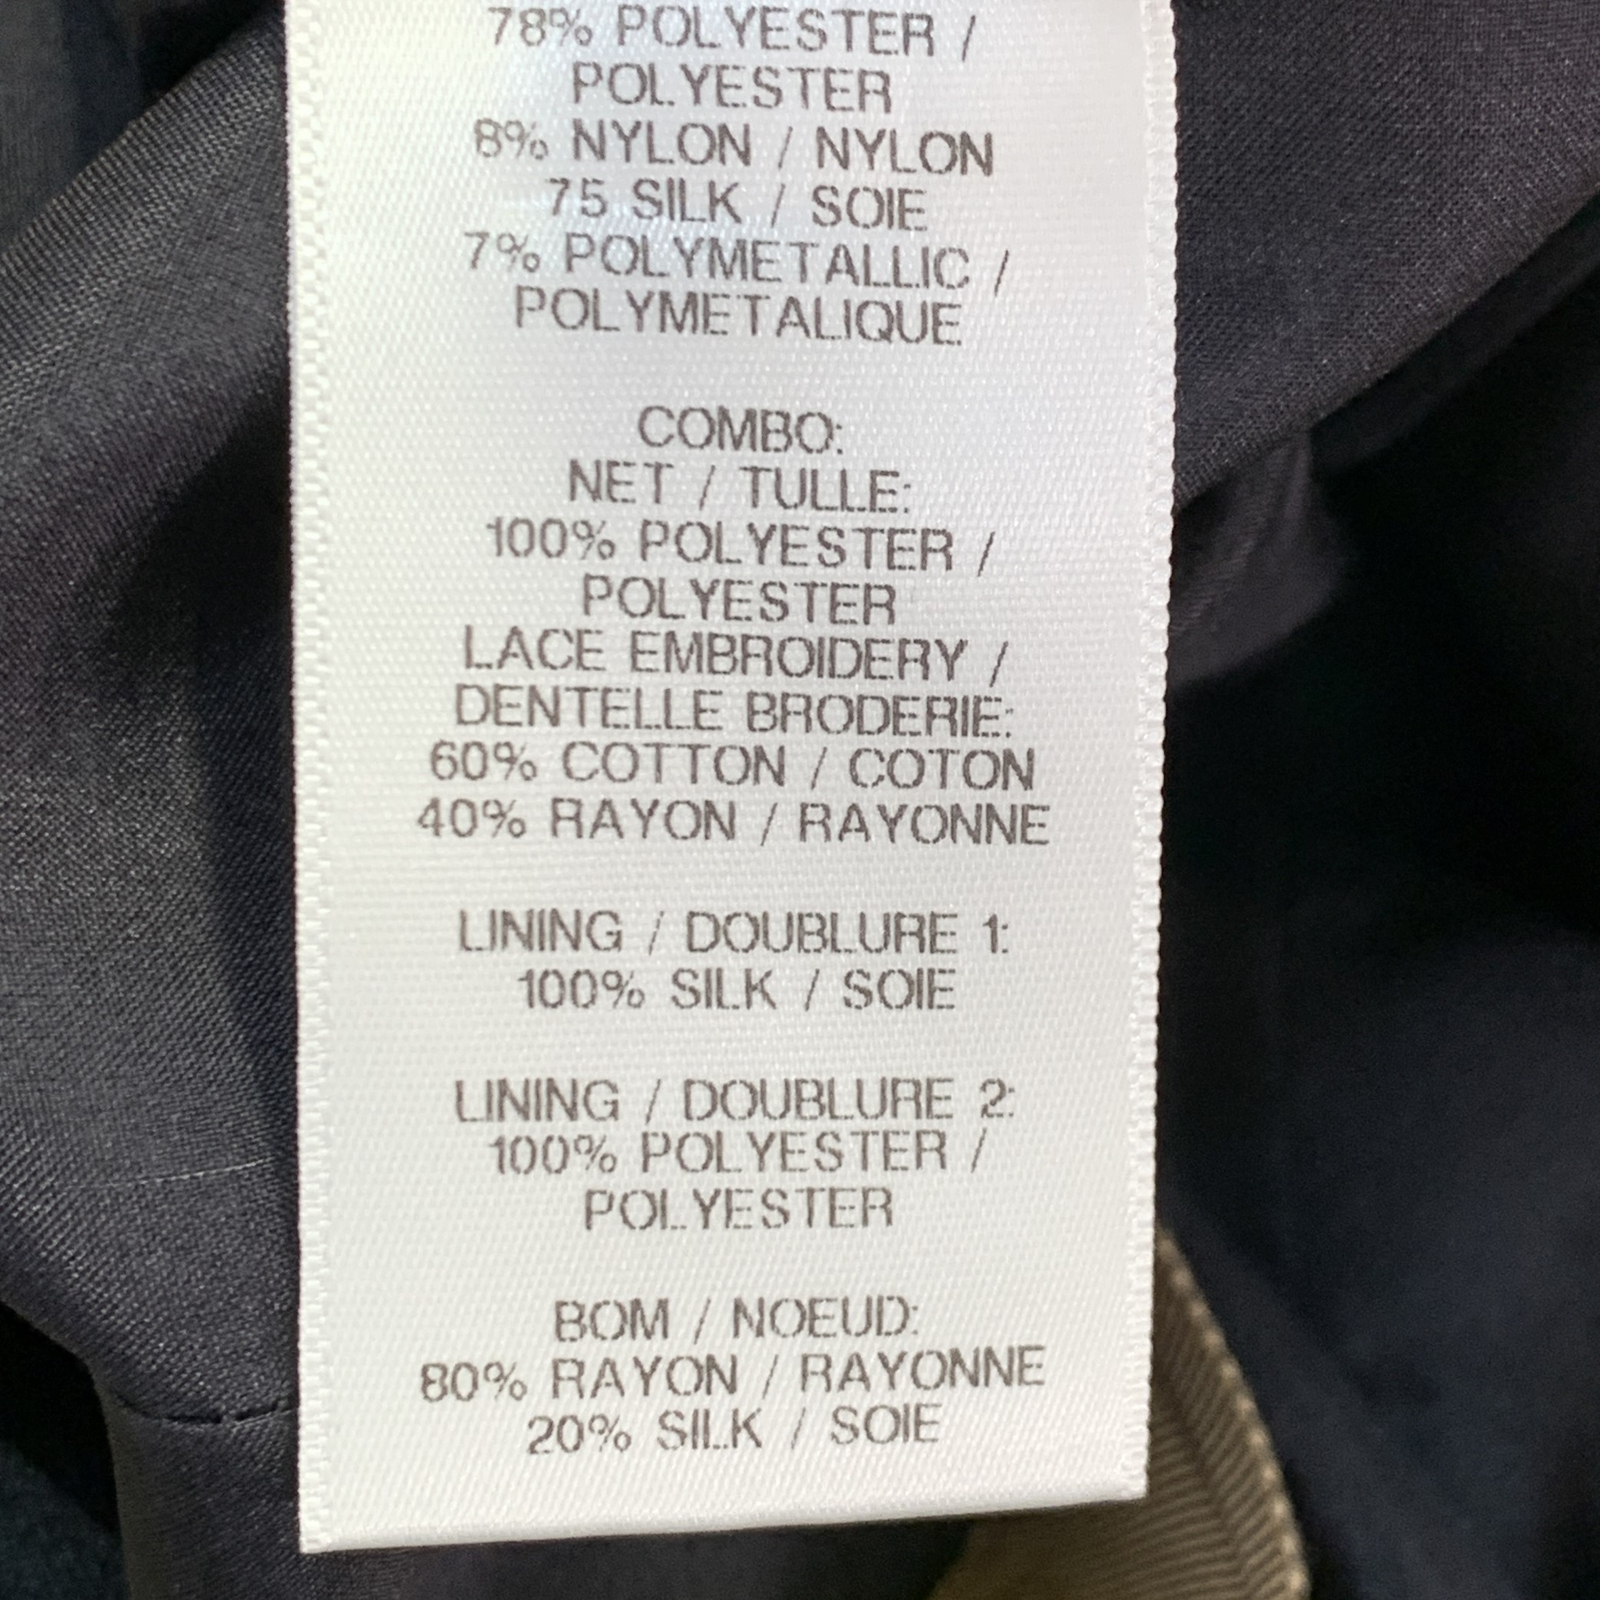 78% POLYESTER /
POLYESTER
8% NYLON / NYLON
75 SILK / SOIE
7% POLYMETALLIC /
POLYMETALIQUE
COMBO:
NET / TULLE:
100% POLYESTER /
POLYESTER
LACE EMBROIDERY /
DENTELLE BRODERIE:
60% COTTON / COTON
40% RAYON / RAYONNE
LINING / DOUBLURE 1:
100% SILK / SOIE
LINING / DOUBLURE 2:
100% POLYESTER /
POLYESTER
BOM / NOEUD:
80% RAYON / RAYONNE
20% SILK / SOIE